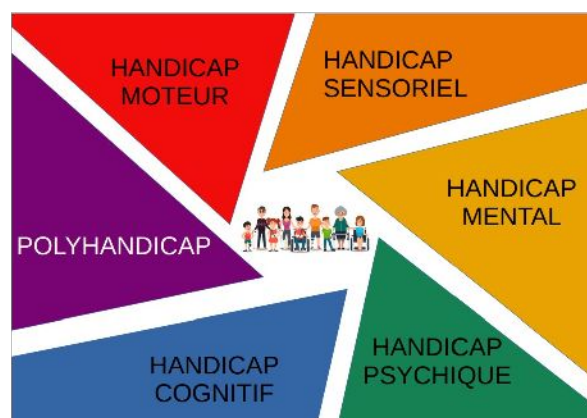 HANDICAP
MOTEUR
HANDICAP
SENSORIEL
HANDICAP
MENTAL
POLYHANDICAP
HANDICAP
COGNITIF
HANDICAP
PSYCHIQUE